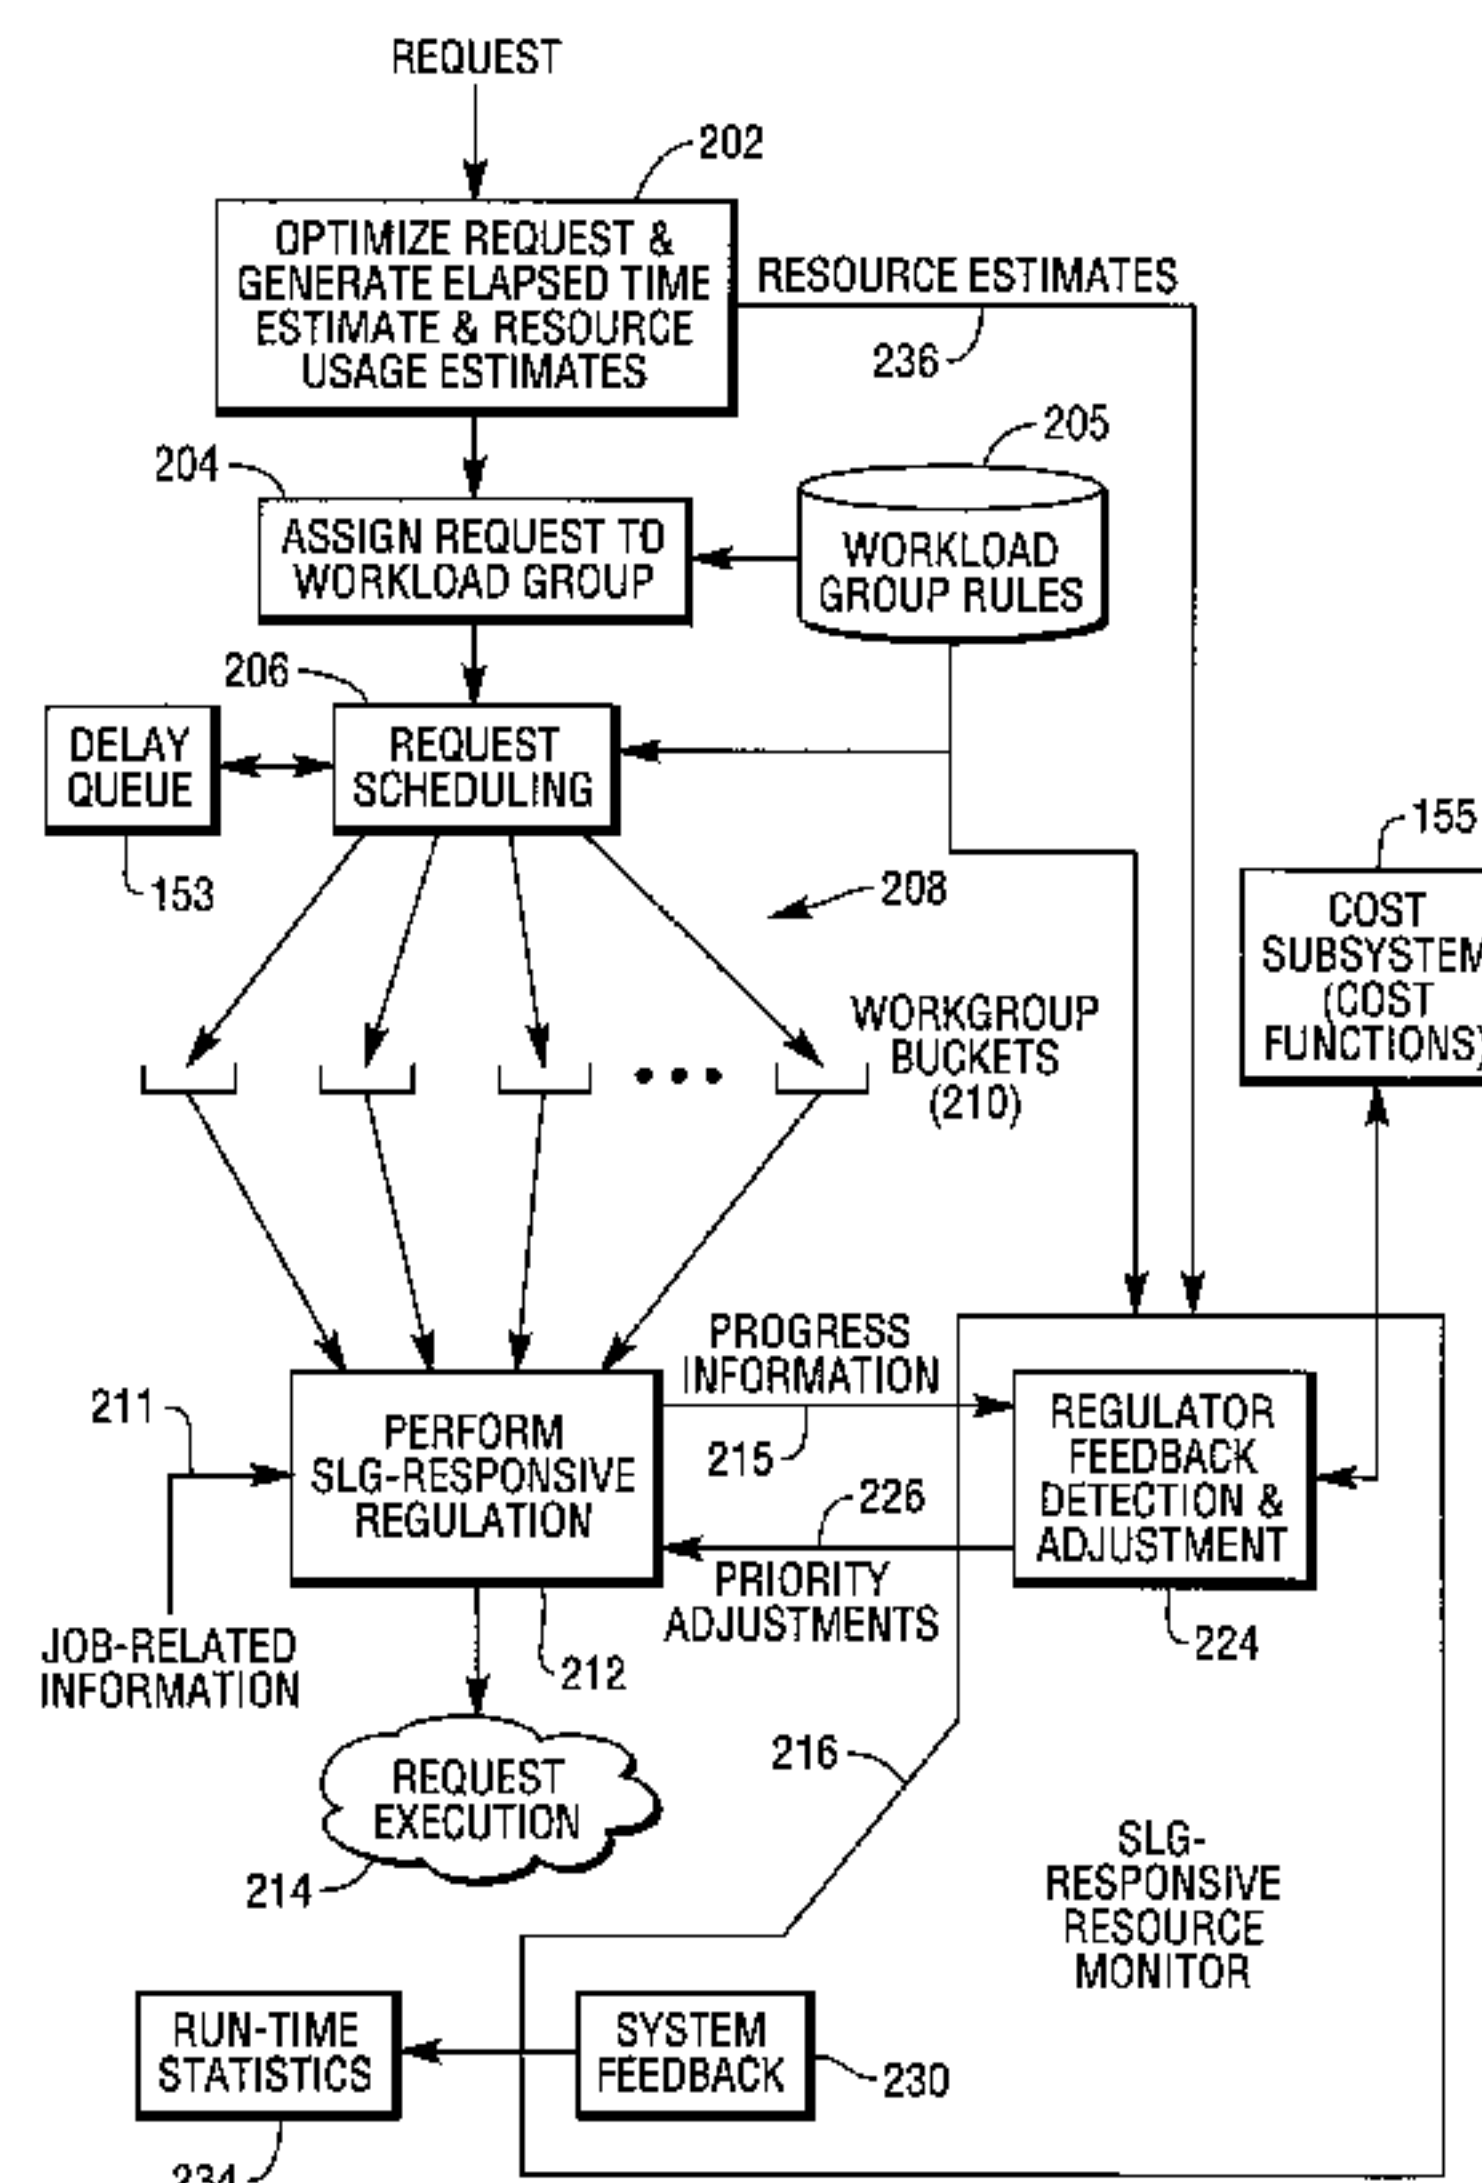 REQUEST
202
OPTIMIZE REQUEST &
GENERATE ELAPSED TIME
ESTIMATE & RESOURCE
USAGE ESTIMATES
RESOURCE ESTIMATES
236
205
204
ASSIGN REQUEST TO
WORKLOAD GROUP
WORKLOAD
GROUP RULES
206
DELAY
QUEUE
REQUEST
SCHEDULING
153
155
208
COST
SUBSYSTEM
(COST
FUNCTIONS)
WORKGROUP
BUCKETS
(210)
PROGRESS
INFORMATION
211
PERFORM
SLG-RESPONSIVE
REGULATION
215
226
REGULATOR
FEEDBACK
DETECTION &
ADJUSTMENT
PRIORITY
ADJUSTMENTS
JOB-RELATED
INFORMATION
212
224
216
REQUEST
EXECUTION
214
SLG-
RESPONSIVE
RESOURCE
MONITOR
RUN-TIME
STATISTICS
SYSTEM
FEEDBACK
230
234